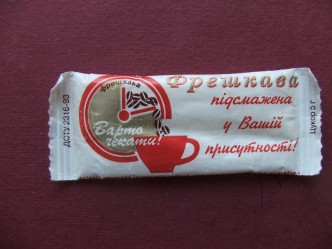 ДСТУ 2316-93
фрешкава
Варто
чекати!
Фрешкава
підсмажена
у Вашій
присутності!
Цукор 5 г